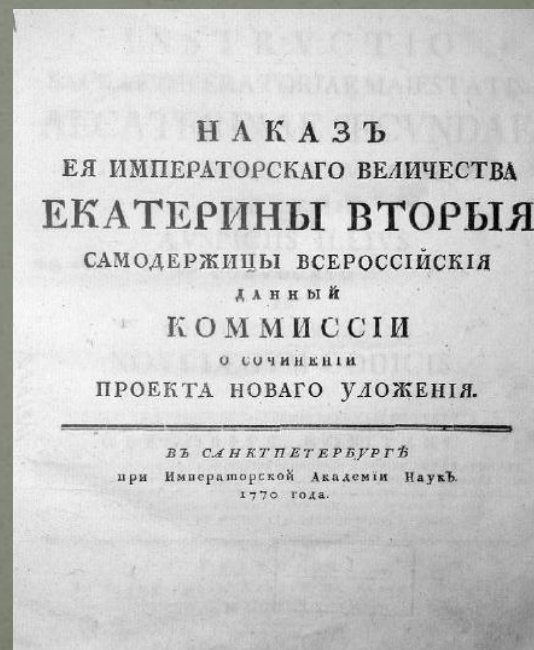 НАКАЗЪ
ЕЯ ИМПЕРАТОРСКАГО ВЕЛИЧЕСТВА
ЕКАТЕРИНЫ ВТОРЫЯ
САМОДЕРЖИЦЫ ВСЕРОССІЙСКІЯ
ДАННЫЙ
КОММИССІИ
О СОЧИНЕНІИ
ПРОЕКТА НОВАГО УЛОЖЕНІЯ.
ВЪ САНКТПЕТЕРБУРГѢ
при Императорской Академіи Наукъ.
1770 года.